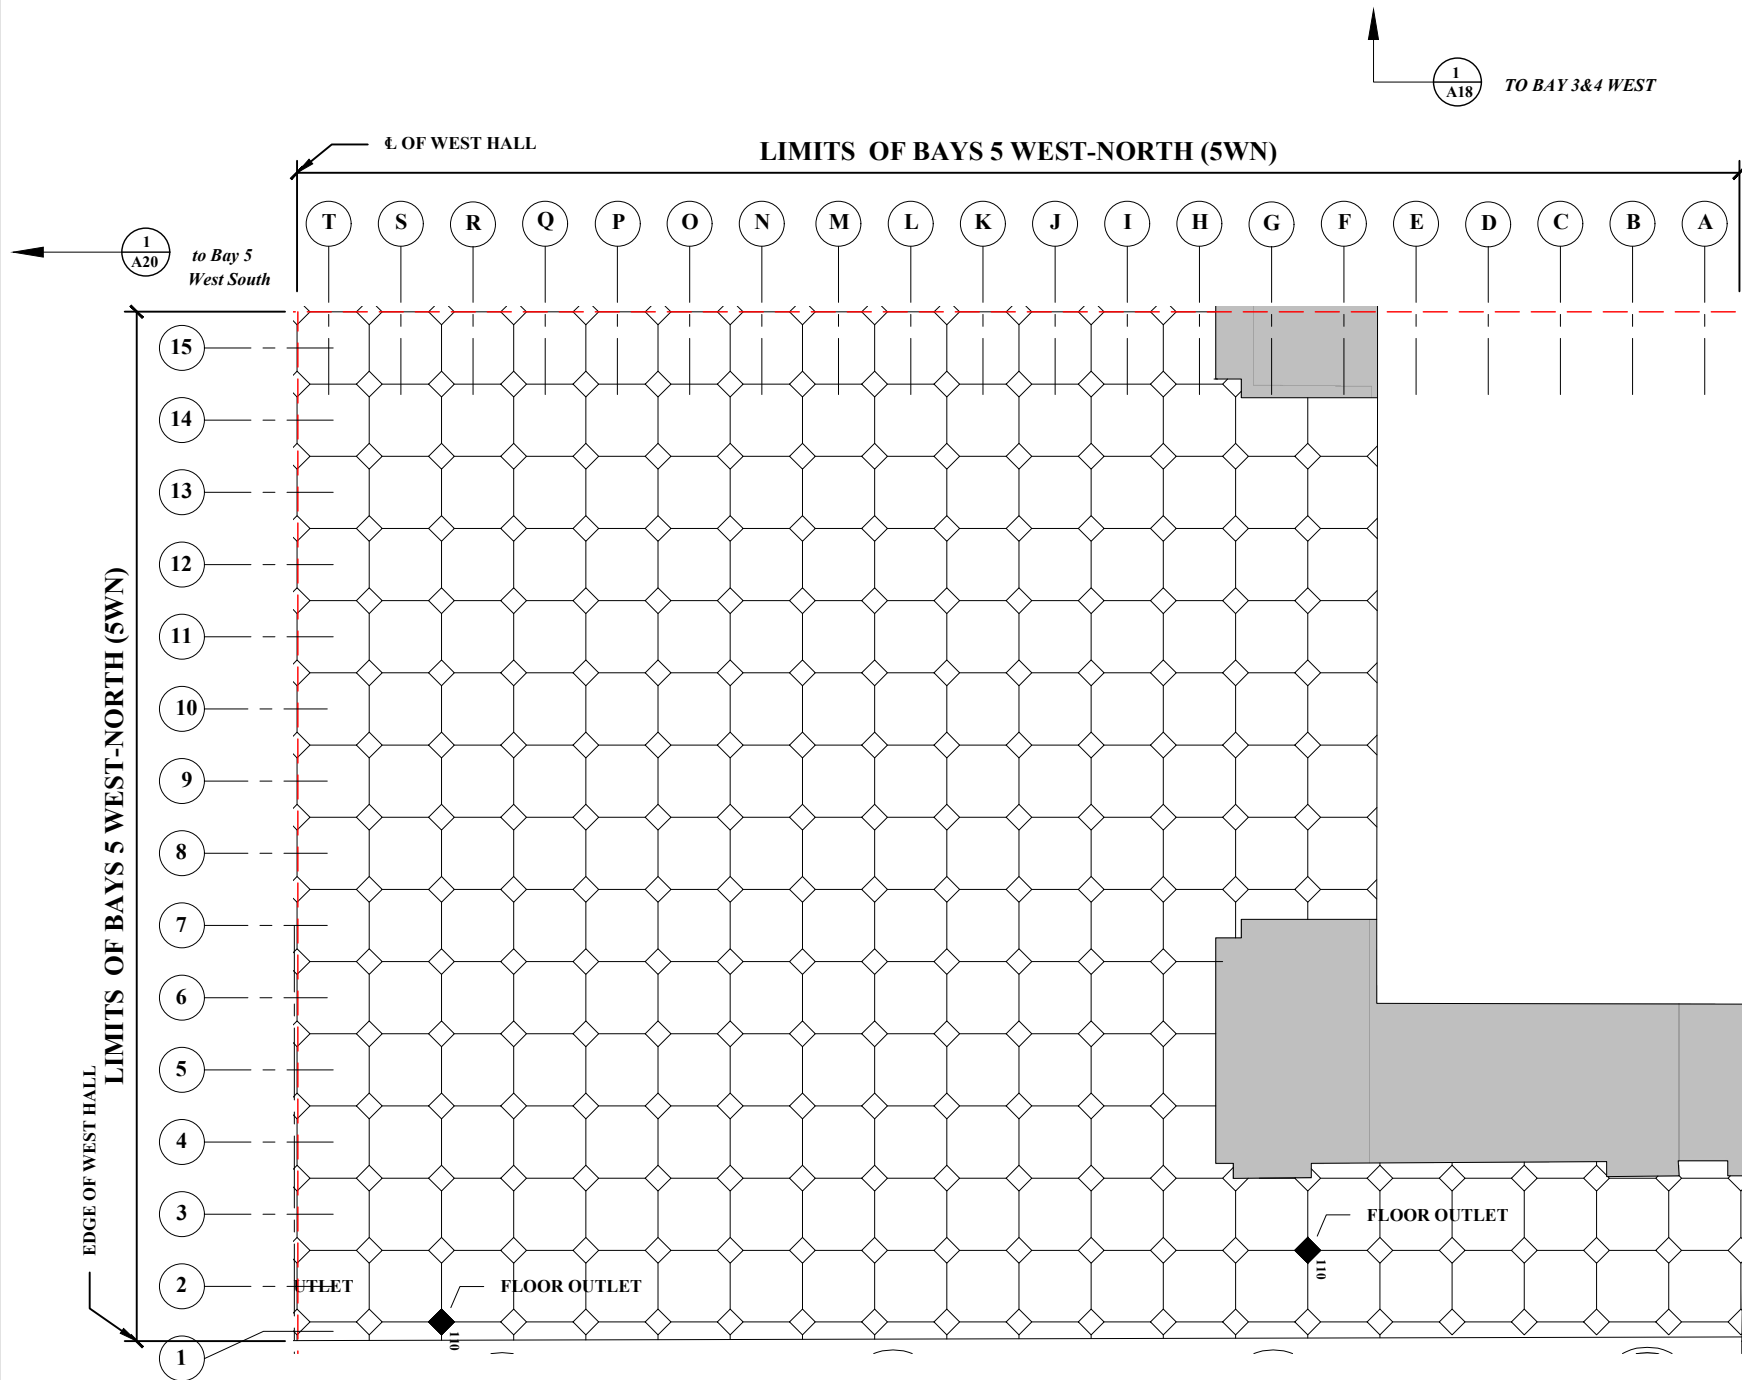 1
A18
TO BAY 3&4 WEST
℄ OF WEST HALL
LIMITS OF BAYS 5 WEST-NORTH (5WN)
T S R Q P O N M L K J I H G F E D C B A
1
A20
to Bay 5
West South
15
14
13
12
11
10
9
8
7
6
5
4
3
2
1
LIMITS OF BAYS 5 WEST-NORTH (5WN)
EDGE OF WEST HALL
FLOOR OUTLET
110
UTLET
FLOOR OUTLET
110